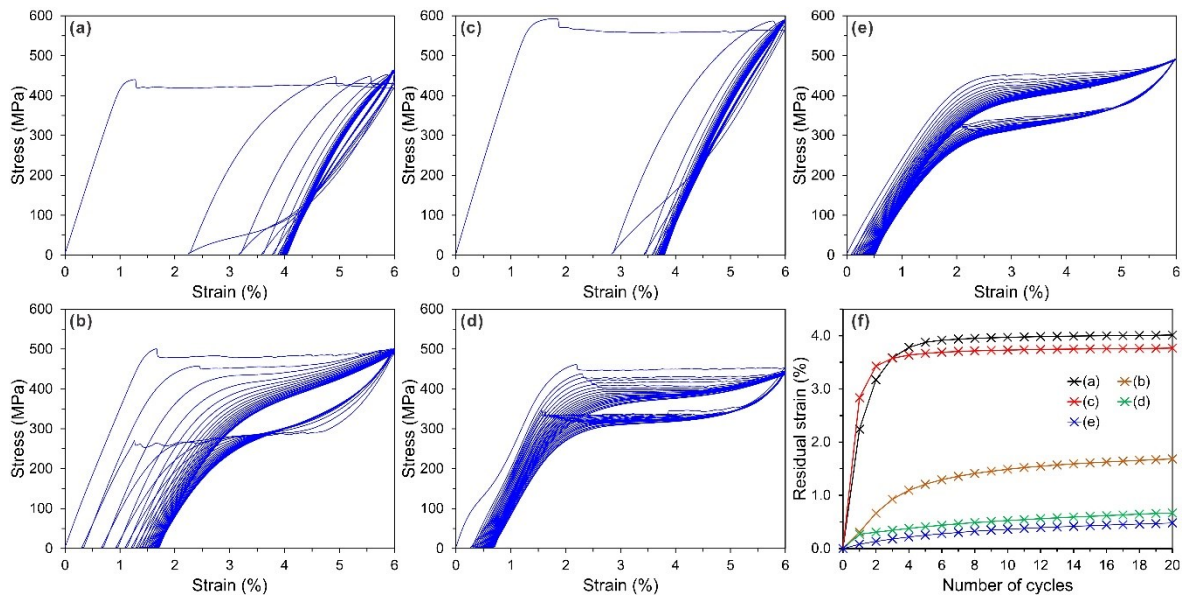 (a)
600
500
400
300
200
100
0
Stress (MPa)
0 1 2 3 4 5 6
Strain (%)
(c)
600
500
400
300
200
100
0
Stress (MPa)
0 1 2 3 4 5 6
Strain (%)
(e)
600
500
400
300
200
100
0
Stress (MPa)
0 1 2 3 4 5 6
Strain (%)
(b)
600
500
400
300
200
100
0
Stress (MPa)
0 1 2 3 4 5 6
Strain (%)
(d)
600
500
400
300
200
100
0
Stress (MPa)
0 1 2 3 4 5 6
Strain (%)
(f)
4.0
3.0
2.0
1.0
0.0
Residual strain (%)
(a) (b)
(c) (d)
(e)
0 2 4 6 8 10 12 14 16 18 20
Number of cycles